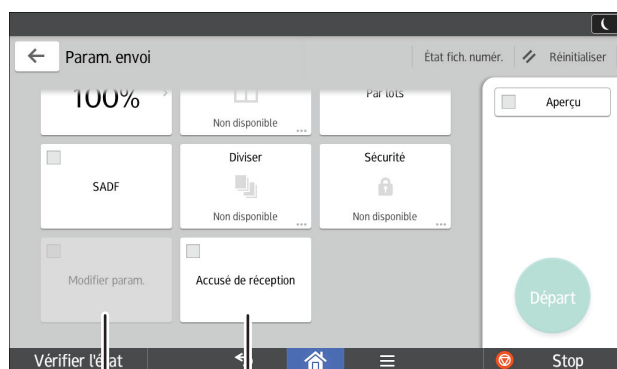 Param. envoi
État fich. numér.
Réinitialiser
100%
Non disponible
Par lots
Aperçu
SADF
Diviser
Non disponible
Sécurité
Non disponible
Modifier param.
Accusé de réception
Départ
Vérifier l'état
Stop